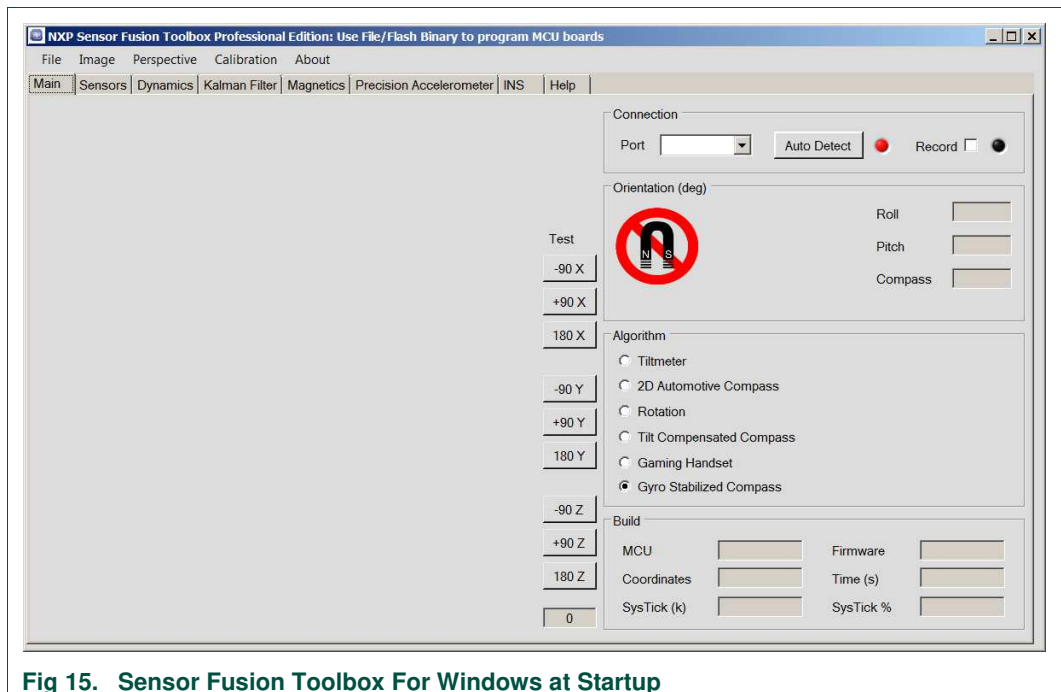 NXP Sensor Fusion Toolbox Professional Edition: Use File/Flash Binary to program MCU boards
File Image Perspective Calibration About
Main Sensors Dynamics Kalman Filter Magnetics Precision Accelerometer INS Help
Connection
Port Auto Detect Record
Orientation (deg)
N S
Roll
Pitch
Compass
Test
-90 X
+90 X
180 X
-90 Y
+90 Y
180 Y
-90 Z
+90 Z
180 Z
0
Algorithm
Tiltmeter
2D Automotive Compass
Rotation
Tilt Compensated Compass
Gaming Handset
Gyro Stabilized Compass
Build
MCU Firmware
Coordinates Time (s)
SysTick (k) SysTick %
Fig 15. Sensor Fusion Toolbox For Windows at Startup